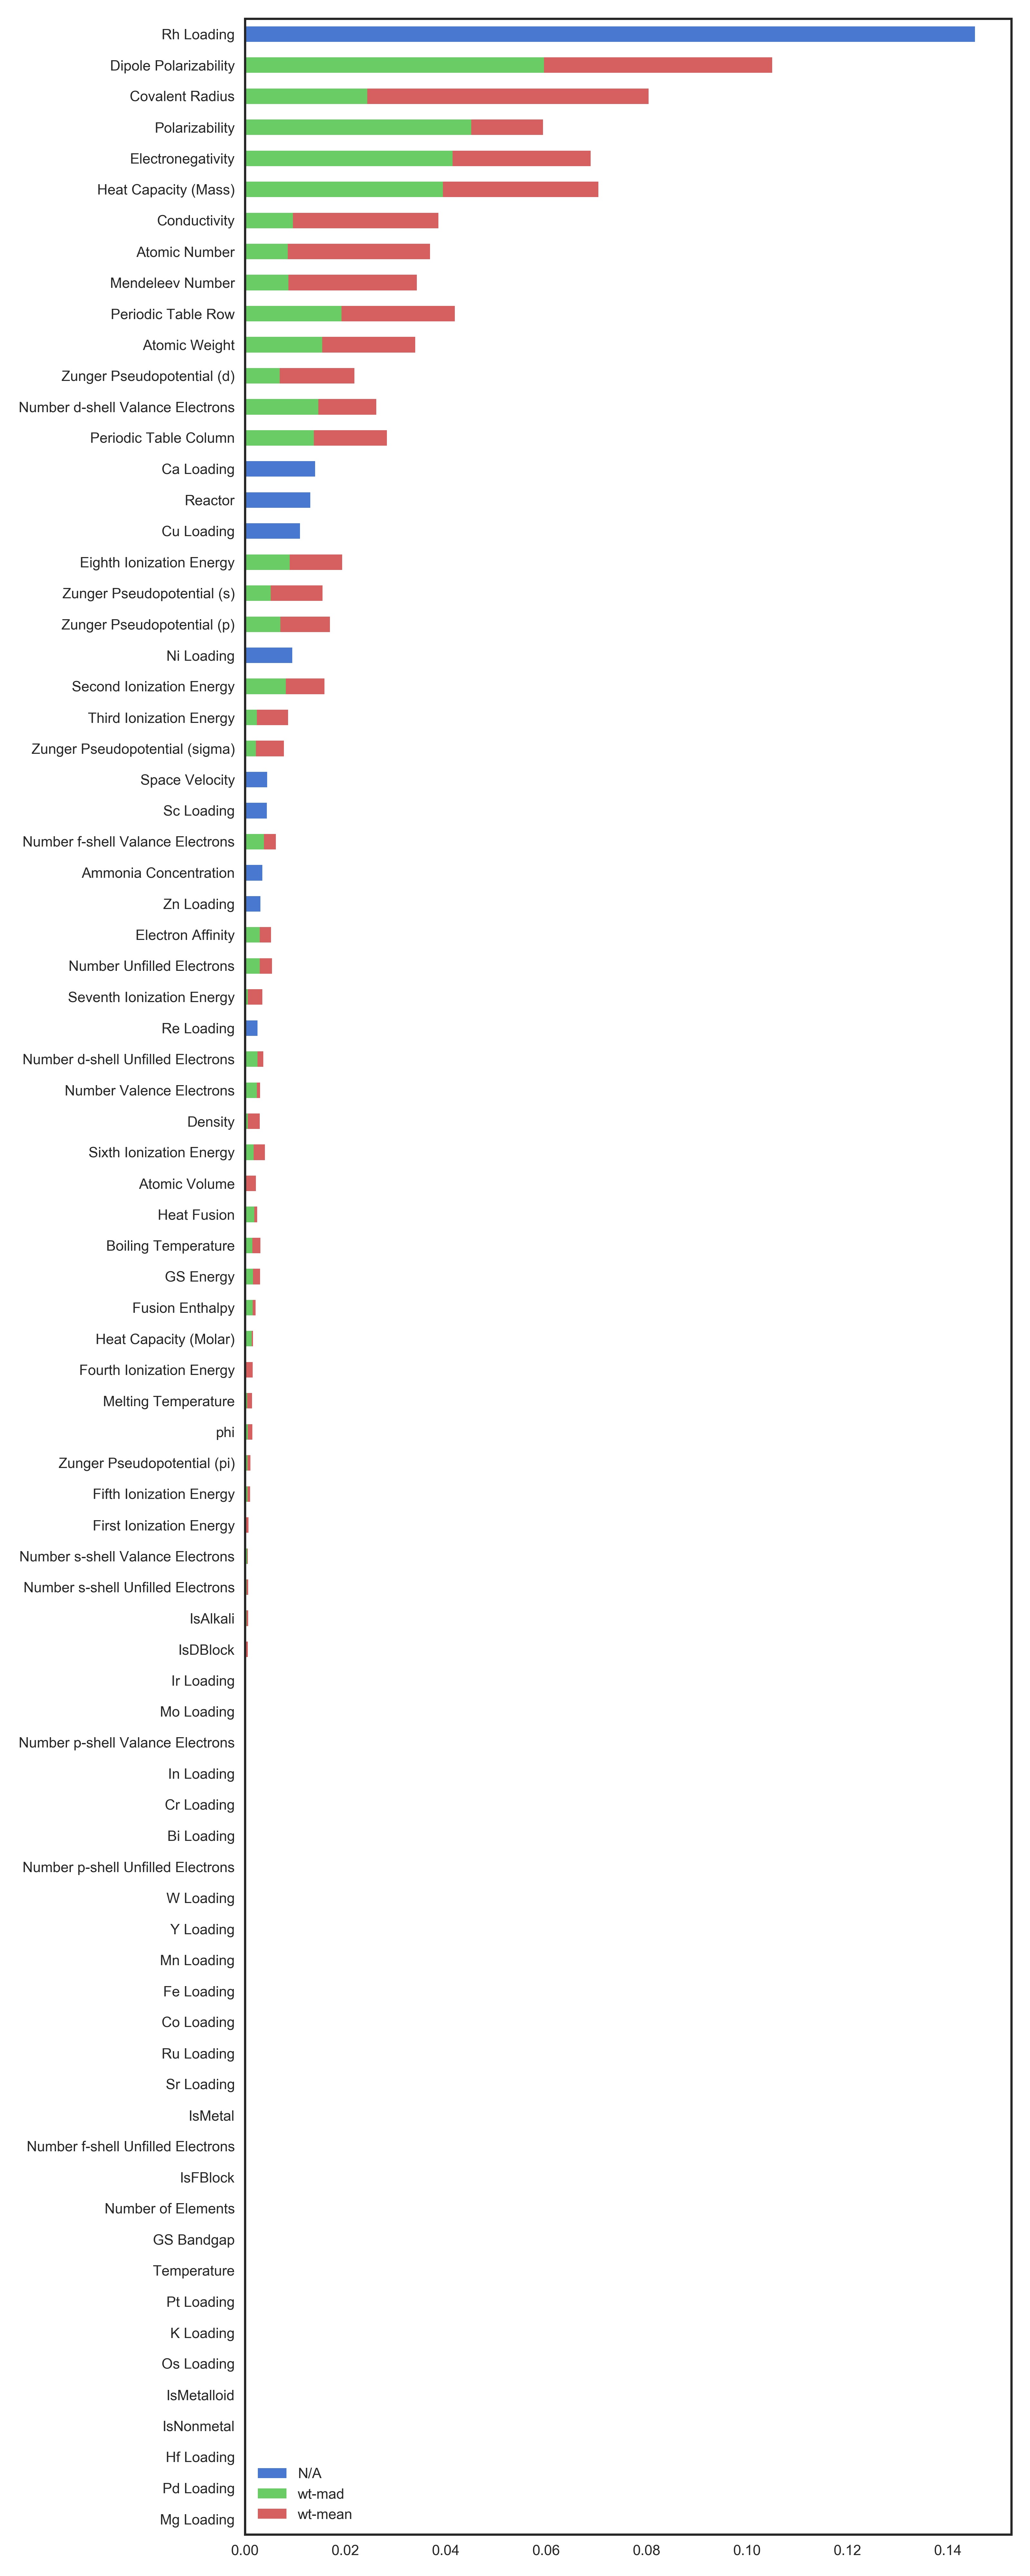 Rh Loading
Dipole Polarizability
Covalent Radius
Polarizability
Electronegativity
Heat Capacity (Mass)
Conductivity
Atomic Number
Mendeleev Number
Periodic Table Row
Atomic Weight
Zunger Pseudopotential (d)
Number d-shell Valance Electrons
Periodic Table Column
Ca Loading
Reactor
Cu Loading
Eighth Ionization Energy
Zunger Pseudopotential (s)
Zunger Pseudopotential (p)
Ni Loading
Second Ionization Energy
Third Ionization Energy
Zunger Pseudopotential (sigma)
Space Velocity
Sc Loading
Number f-shell Valance Electrons
Ammonia Concentration
Zn Loading
Electron Affinity
Number Unfilled Electrons
Seventh Ionization Energy
Re Loading
Number d-shell Unfilled Electrons
Number Valence Electrons
Density
Sixth Ionization Energy
Atomic Volume
Heat Fusion
Boiling Temperature
GS Energy
Fusion Enthalpy
Heat Capacity (Molar)
Fourth Ionization Energy
Melting Temperature
phi
Zunger Pseudopotential (pi)
Fifth Ionization Energy
First Ionization Energy
Number s-shell Valance Electrons
Number s-shell Unfilled Electrons
IsAlkali
IsDBlock
Ir Loading
Mo Loading
Number p-shell Valance Electrons
In Loading
Cr Loading
Bi Loading
Number p-shell Unfilled Electrons
W Loading
Y Loading
Mn Loading
Fe Loading
Co Loading
Ru Loading
Sr Loading
IsMetal
Number f-shell Unfilled Electrons
IsFBlock
Number of Elements
GS Bandgap
Temperature
Pt Loading
K Loading
Os Loading
IsMetalloid
IsNonmetal
Hf Loading
Pd Loading
Mg Loading
N/A
wt-mad
wt-mean
0.00 0.02 0.04 0.06 0.08 0.10 0.12 0.14